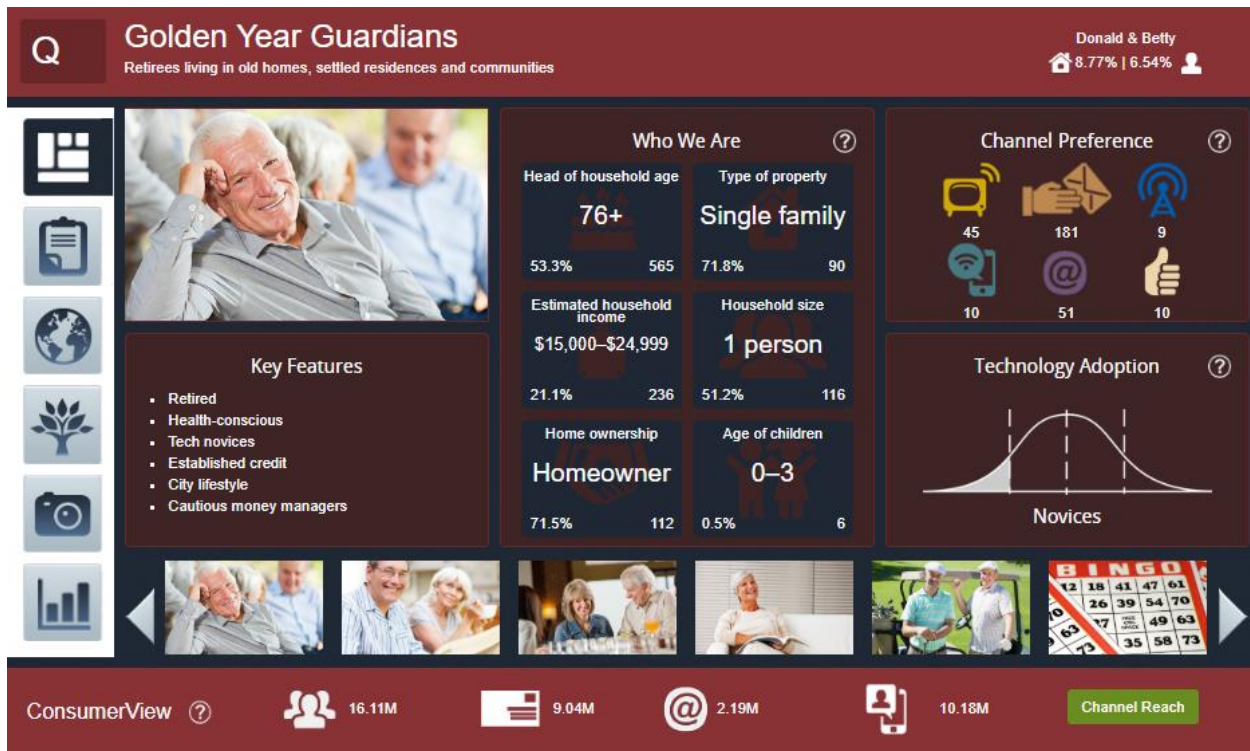 Q
Golden Year Guardians
Retirees living in old homes, settled residences and communities
Donald & Betty
8.77% | 6.54%
Who We Are
?
Head of household age
76+
53.3% 565
Type of property
Single family
71.8% 90
Estimated household
income
$15,000–$24,999
21.1% 236
Household size
1 person
51.2% 116
Home ownership
Homeowner
71.5% 112
Age of children
0–3
0.5% 6
Channel Preference
?
45 181 9
@
10 51 10
Key Features
Retired
Health-conscious
Tech novices
Established credit
City lifestyle
Cautious money managers
Technology Adoption
?
Novices
BINGO
12 18 41 47 61
26 39 54 70
49 63
63 35 58 73
73
ConsumerView ?
16.11M
9.04M
@ 2.19M
10.18M
Channel Reach